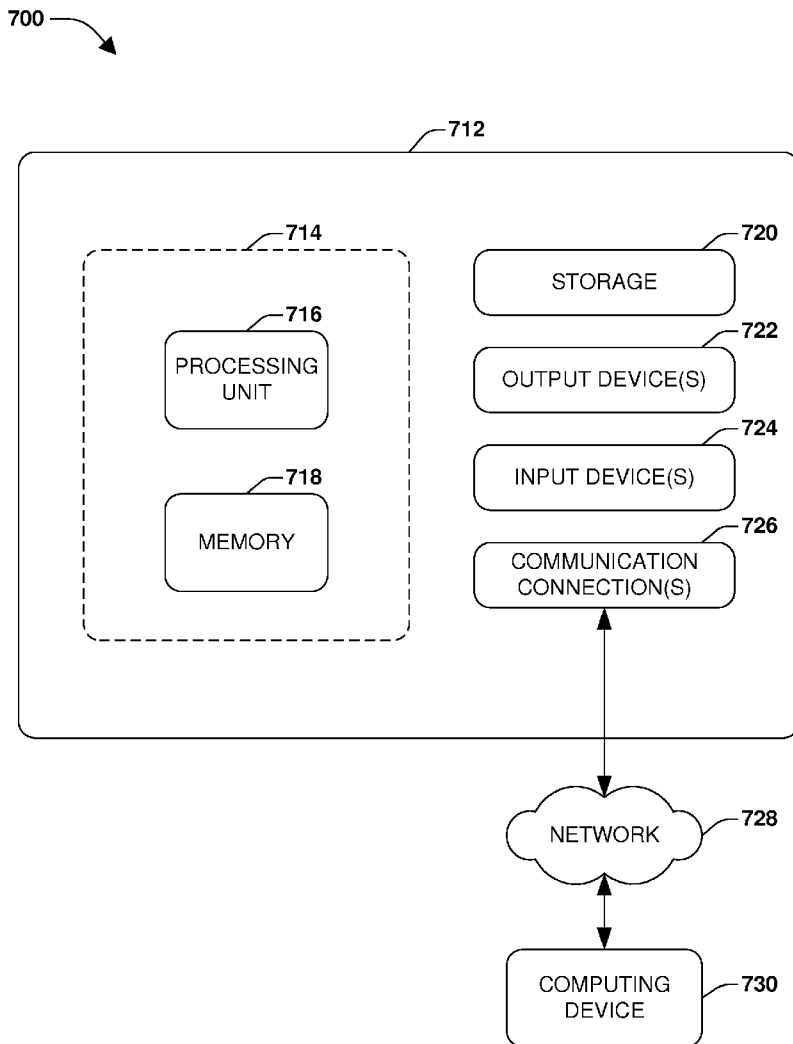 700
712
714
716
PROCESSING
UNIT
718
MEMORY
720
STORAGE
722
OUTPUT DEVICE(S)
724
INPUT DEVICE(S)
726
COMMUNICATION
CONNECTION(S)
NETWORK
728
COMPUTING
DEVICE
730